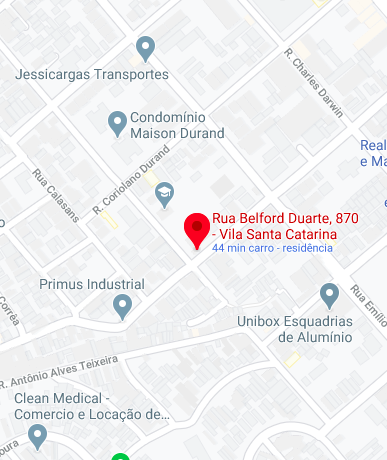 Jessicargas Transportes
R. Charles Darwin
Condomínio
Maison Durand
Real
e Ma
R. Coriolano Durand
Rua Calasans
Rua Belford Duarte, 870
- Vila Santa Catarina
44 min carro - residência
o
Primus Industrial
Corrêa
Rua Emílio
Unibox Esquadrias
de Alumínio
R. Antônio Alves Teixeira
Clean Medical -
Comercio e Locação de...
oura